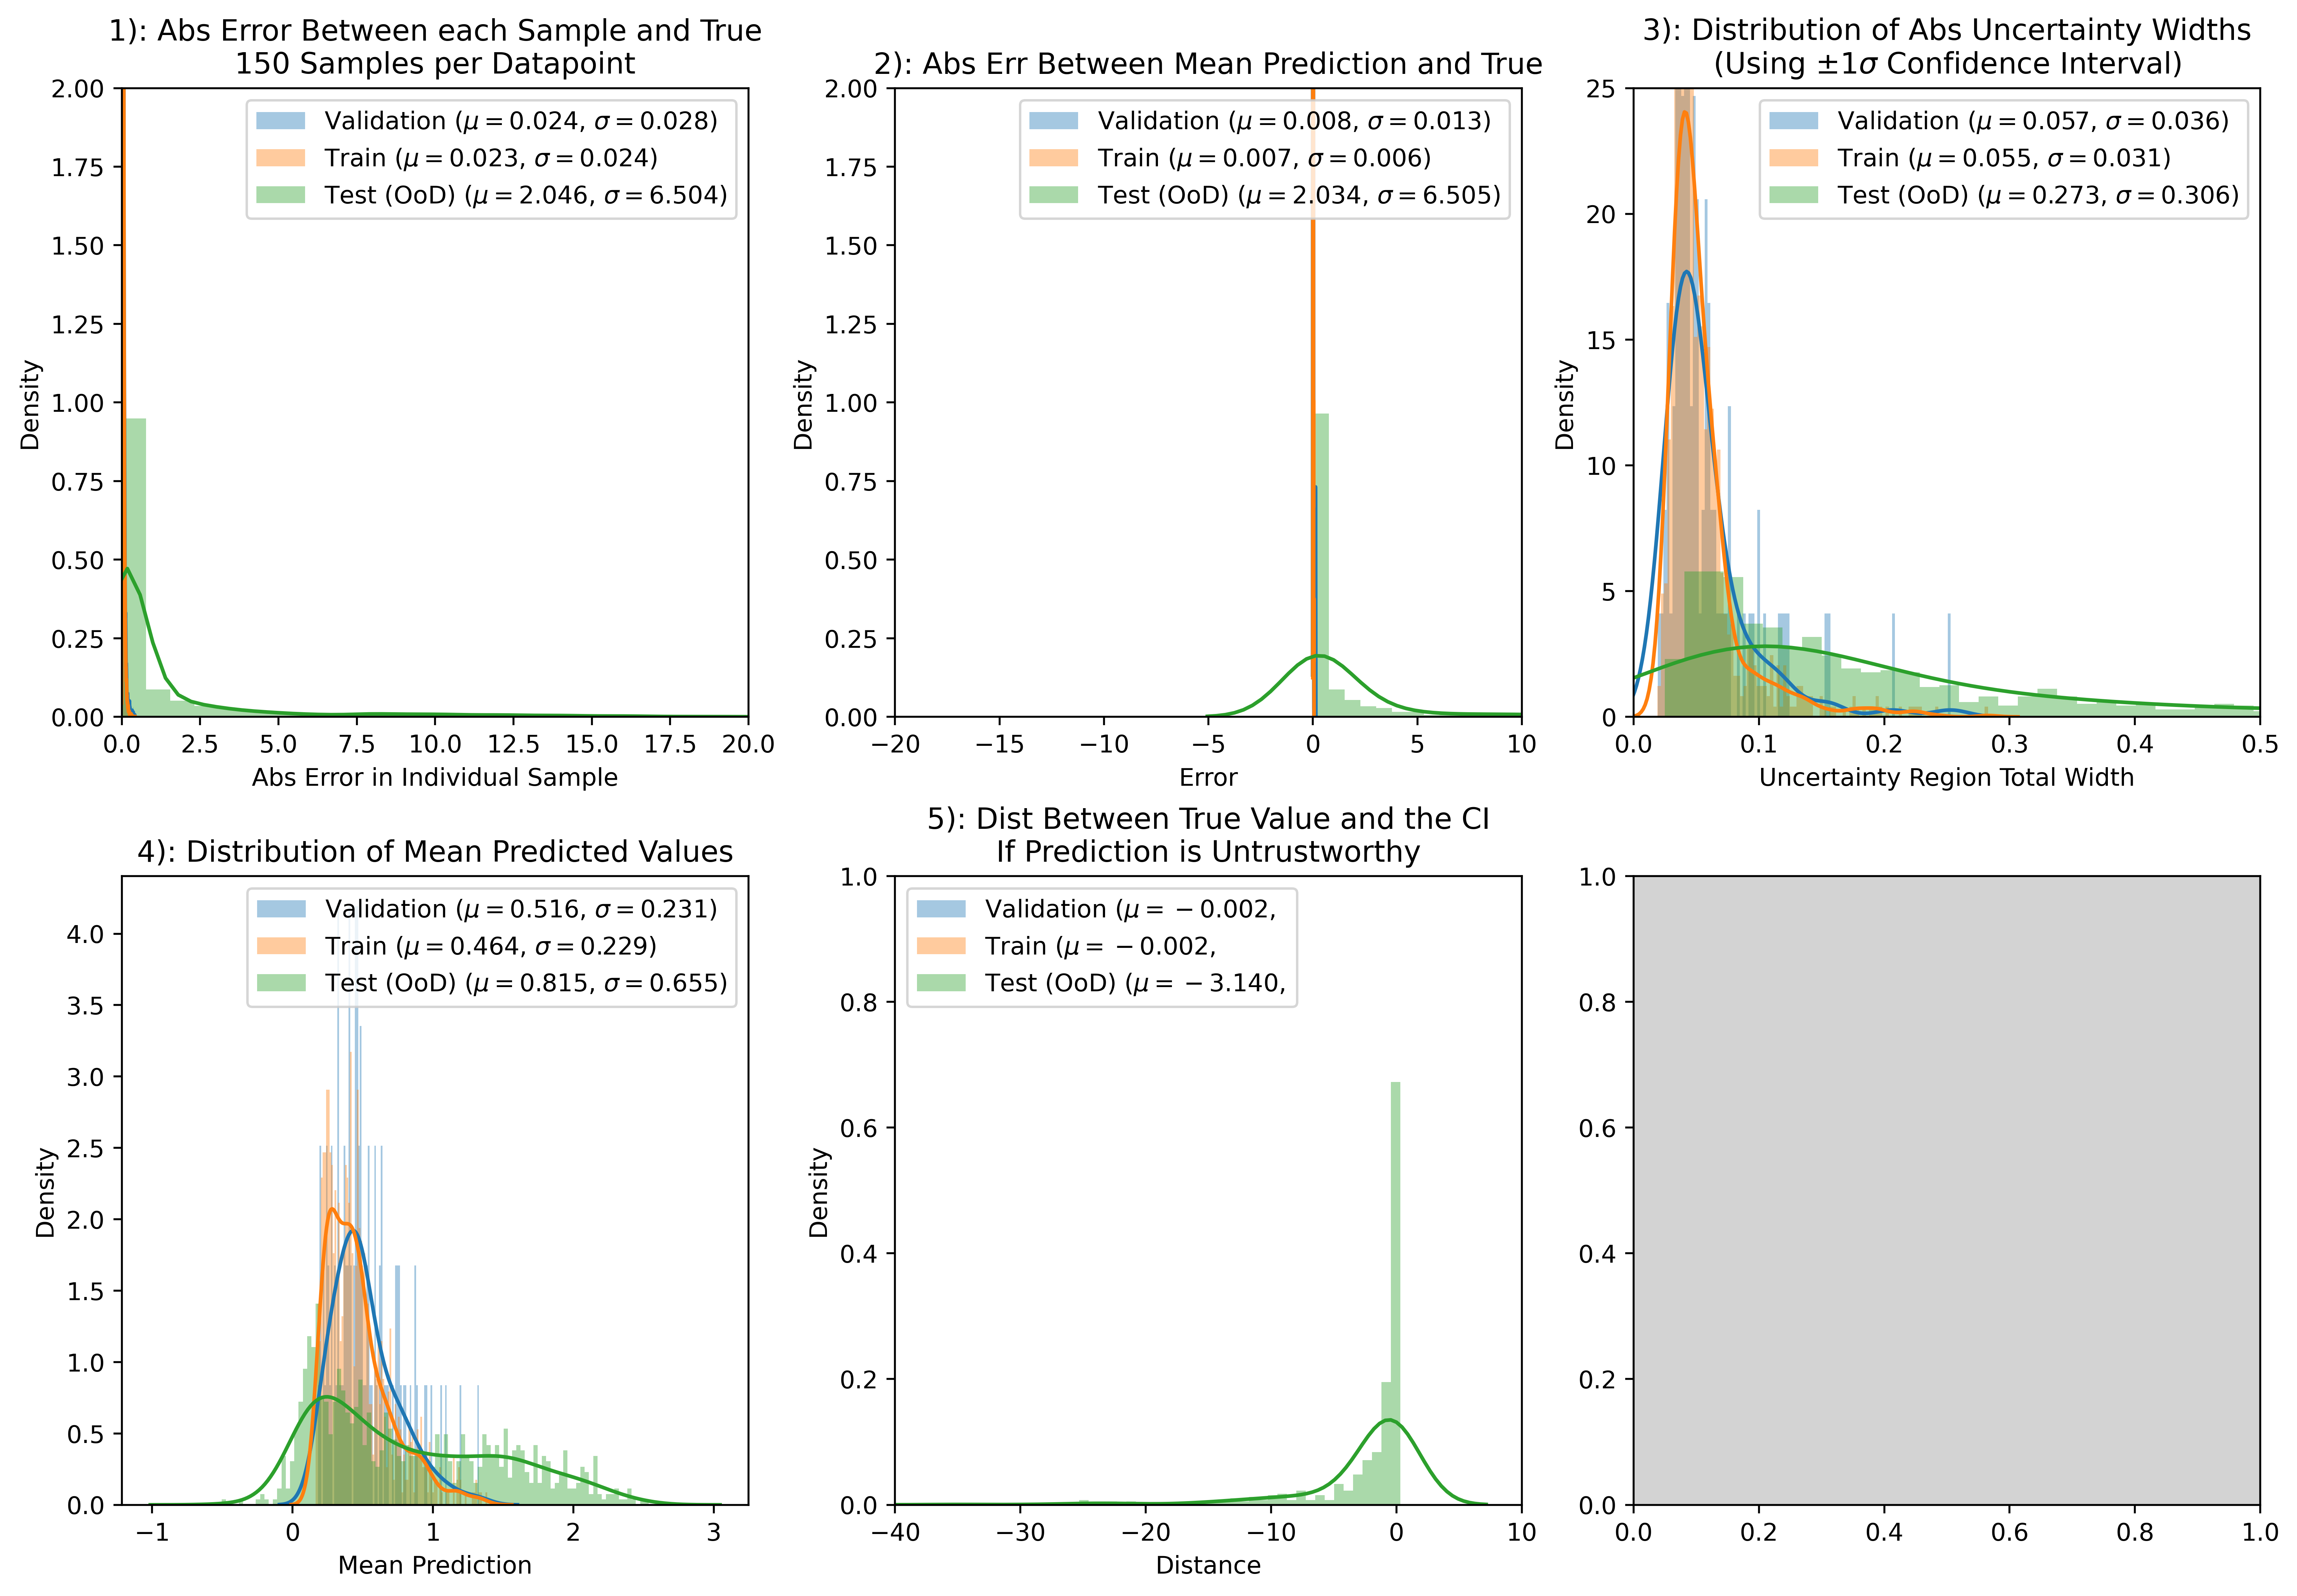 1): Abs Error Between each Sample and True
150 Samples per Datapoint
Validation (μ = 0.024, σ = 0.028)
Train (μ = 0.023, σ = 0.024)
Test (OoD) (μ = 2.046, σ = 6.504)
2.00
1.75
1.50
1.25
1.00
0.75
0.50
0.25
0.00
Density
0.0 2.5 5.0 7.5 10.0 12.5 15.0 17.5 20.0
Abs Error in Individual Sample
2): Abs Err Between Mean Prediction and True
Validation (μ = 0.008, σ = 0.013)
Train (μ = 0.007, σ = 0.006)
Test (OoD) (μ = 2.034, σ = 6.505)
2.00
1.75
1.50
1.25
1.00
0.75
0.50
0.25
0.00
Density
−20 −15 −10 −5 0 5 10
Error
3): Distribution of Abs Uncertainty Widths
(Using ±1σ Confidence Interval)
Validation (μ = 0.057, σ = 0.036)
Train (μ = 0.055, σ = 0.031)
Test (OoD) (μ = 0.273, σ = 0.306)
25
20
15
10
5
0
Density
0.0 0.1 0.2 0.3 0.4 0.5
Uncertainty Region Total Width
4): Distribution of Mean Predicted Values
Validation (μ = 0.516, σ = 0.231)
Train (μ = 0.464, σ = 0.229)
Test (OoD) (μ = 0.815, σ = 0.655)
4.0
3.5
3.0
2.5
2.0
1.5
1.0
0.5
0.0
Density
−1 0 1 2 3
Mean Prediction
5): Dist Between True Value and the CI
If Prediction is Untrustworthy
Validation (μ = −0.002,
Train (μ = −0.002,
Test (OoD) (μ = −3.140,
1.0
0.8
0.6
0.4
0.2
0.0
Density
−40 −30 −20 −10 0 10
Distance
1.0
0.8
0.6
0.4
0.2
0.0
0.0 0.2 0.4 0.6 0.8 1.0